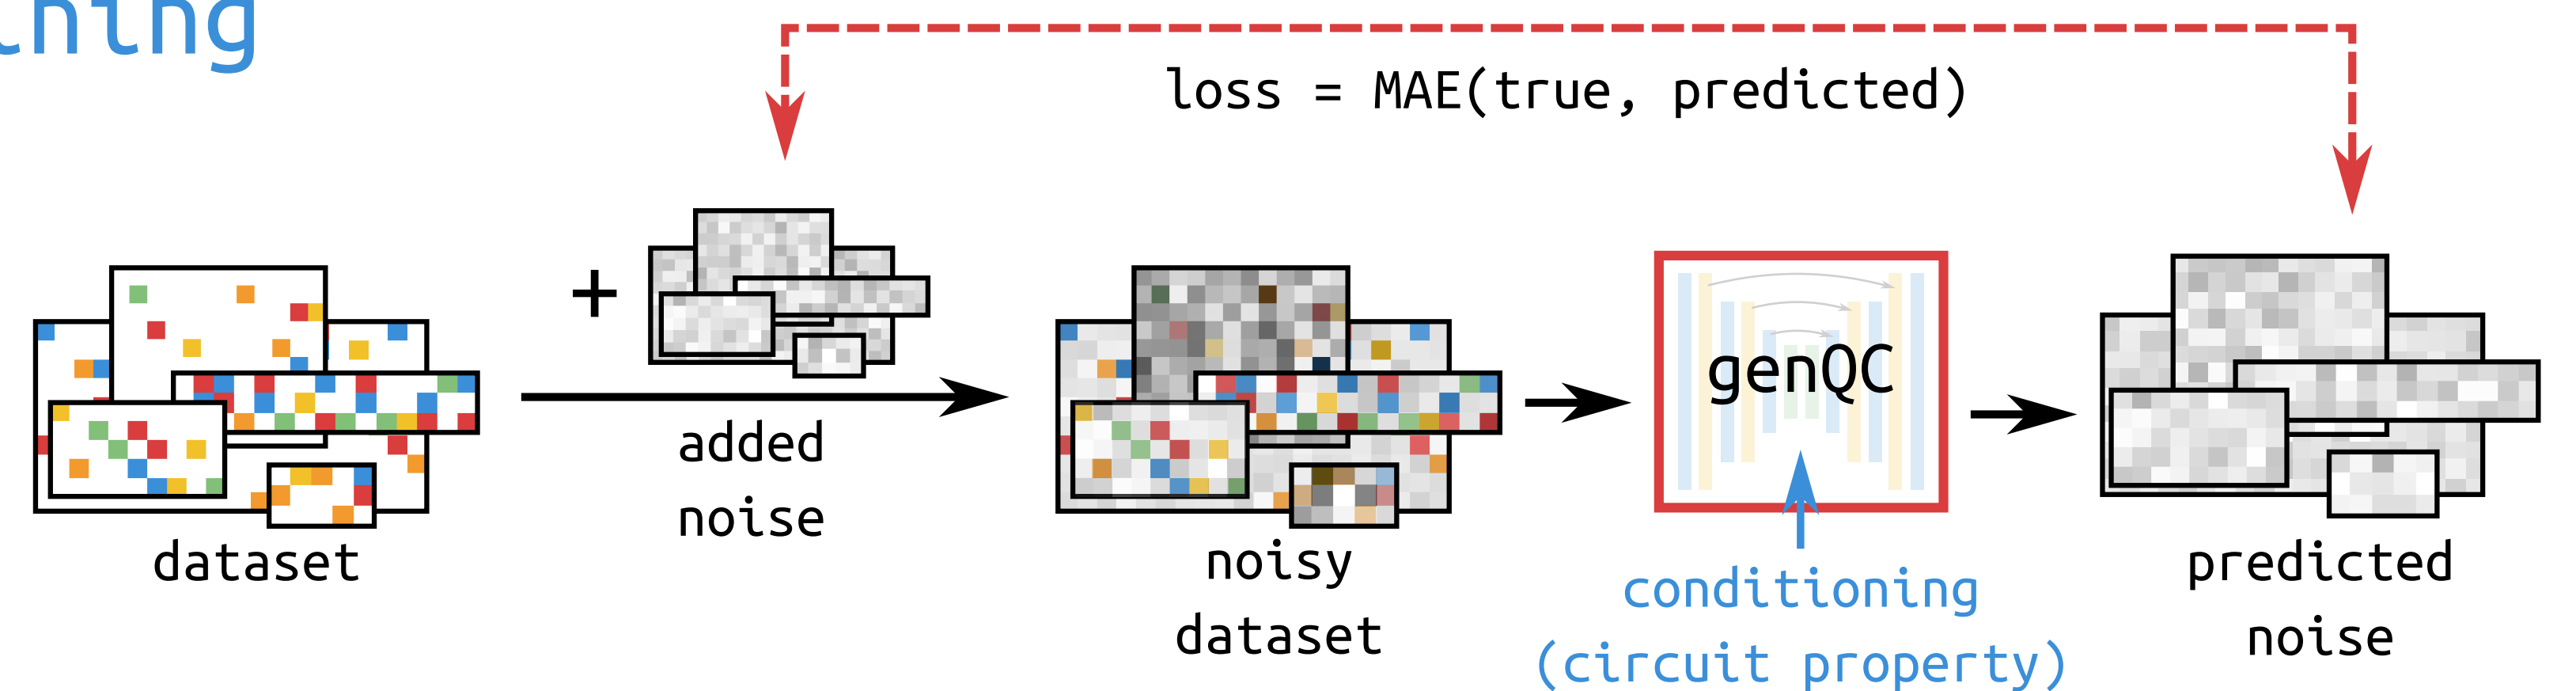 loss = MAE(true, predicted)
+
added
noise
dataset
noisy
dataset
genQC
conditioning
(circuit property)
predicted
noise